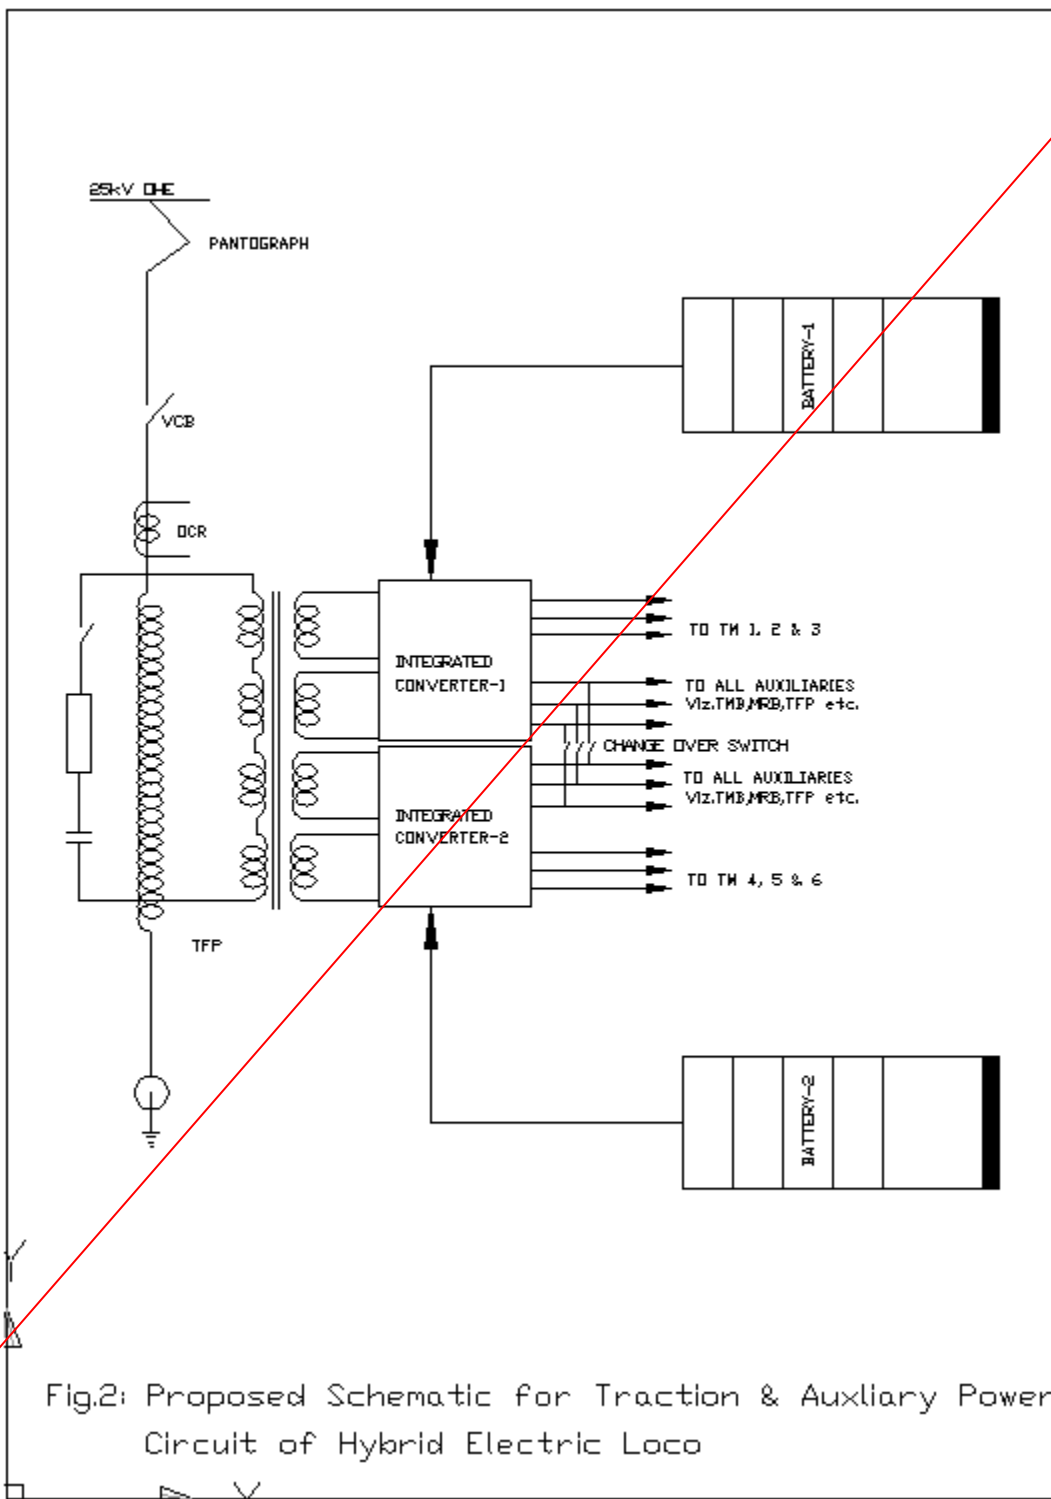 25kV OHE
PANTOGRAPH
BATTERY-1
VCB
OCR
TO TM 1, 2 & 3
INTEGRATED
CONVERTER-1
TO ALL AUXILIARIES
Viz.TMB,MRB,TFP etc.
CHANGE OVER SWITCH
TO ALL AUXILIARIES
Viz.TMB,MRB,TFP etc.
INTEGRATED
CONVERTER-2
TO TM 4, 5 & 6
TFP
BATTERY-2
Y
Fig.2: Proposed Schematic for Traction & Auxliary Power
Circuit of Hybrid Electric Loco
X